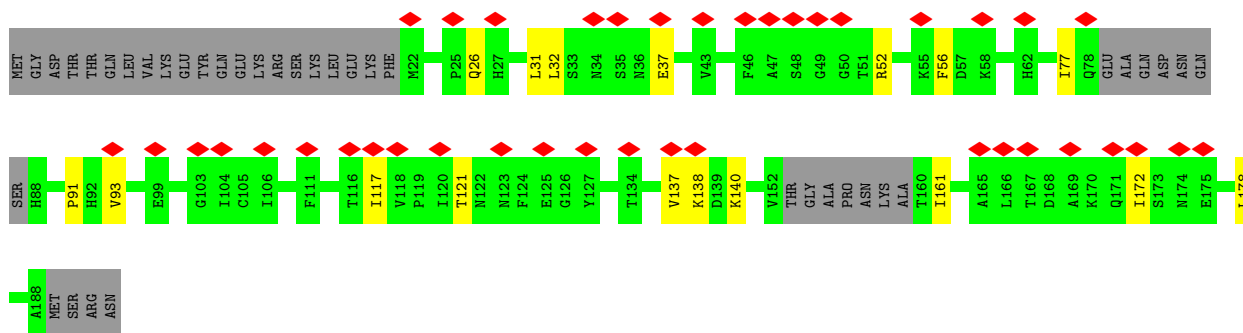 MET GLY ASP THR THR GLN LEU VAL LYS GLU TYR GLN GLU LYS ARG SER LYS LEU GLU LYS PHE M22 P25 Q26 H27 L31 L32 S33 N34 S35 N36 E37 V43 F46 A47 S48 G49 G50 T51 R52 K55 F56 D57 K58 H62 I77 Q78 GLU ALA GLN ASP ASN GLN
SER H88 P91 H92 V93 E99 G103 I104 C105 I106 F111 T116 I117 V118 P119 I120 T121 N122 N123 F124 E125 G126 Y127 T134 V137 K138 D139 K140 V152 THR GLY ALA PRO ASN LYS ALA T160 I161 A165 L166 T167 D168 A169 K170 Q171 I172 S173 N174 E175
A188 MET SER ARG ASN